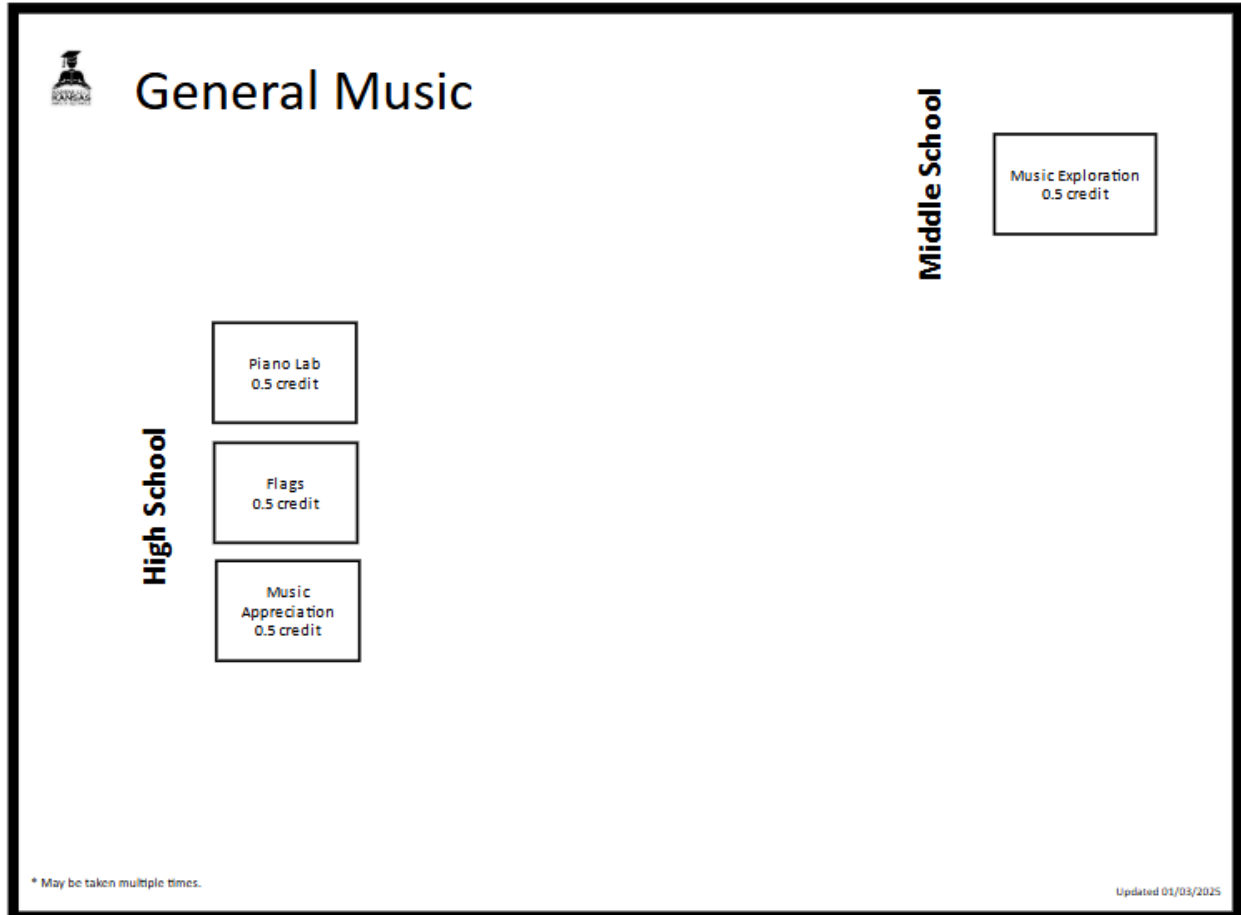 General Music
KANSAS
Middle School
Music Exploration
0.5 credit
High School
Piano Lab
0.5 credit
Flags
0.5 credit
Music
Appreciation
0.5 credit
* May be taken multiple times.
Updated 01/03/2025